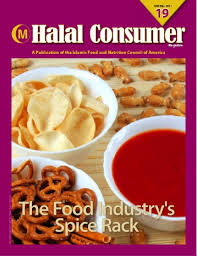 19
M Halal Consumer
Magazine
A Publication of the Islamic Food and Nutrition Council of America
The Food Industry's
Spice Rack